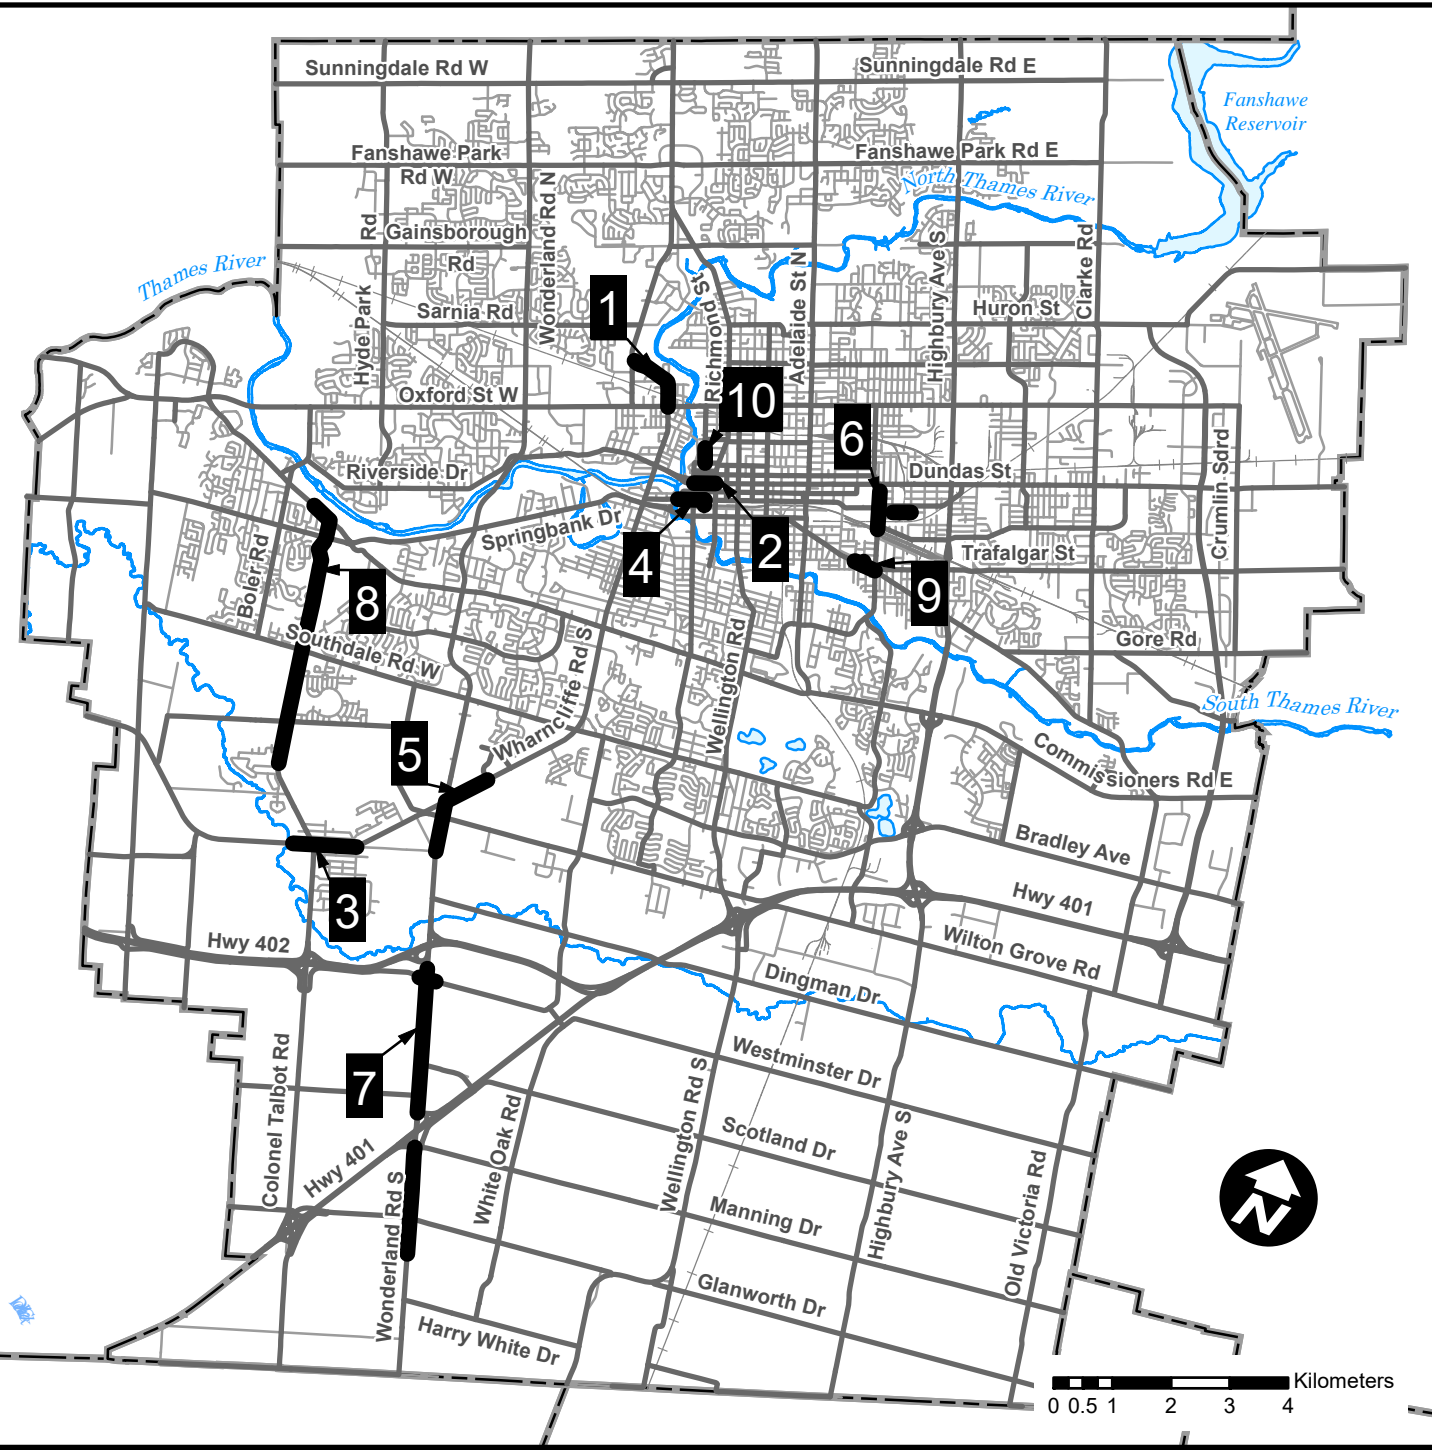 Sunningdale Rd W
Sunningdale Rd E
Fanshawe
Reservoir
Fanshawe Park
Rd W
Fanshawe Park Rd E
North Thames River
Hyde Park
Rd
Gainsborough
Rd
Wonderland Rd N
Thames River
Sarnia Rd
1
Richmond St
Adelaide St N
Highbury Ave S
Clarke Rd
Huron St
Oxford St W
10
6
Riverside Dr
Dundas St
Crumlin Sdrd
Springbank Dr
4
2
Trafalgar St
Boler Rd
8
9
Gore Rd
Southdale Rd W
Wharncliffe Rd S
Wellington Rd
South Thames River
5
Commissioners Rd E
Bradley Ave
3
Hwy 401
Hwy 402
Wilton Grove Rd
Dingman Dr
7
Westminster Dr
Colonel Talbot Rd
Hwy 401
White Oak Rd
Wellington Rd S
Scotland Dr
Highbury Ave S
Old Victoria Rd
Manning Dr
N
Wonderland Rd S
Glanworth Dr
Harry White Dr
Kilometers
0 0.5 1 2 3 4